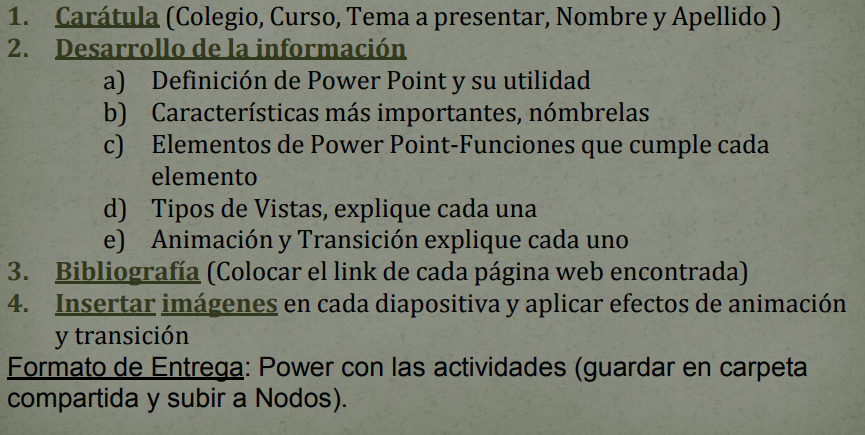 1. Carátula (Colegio, Curso, Tema a presentar, Nombre y Apellido )
2. Desarrollo de la información
a) Definición de Power Point y su utilidad
b) Características más importantes, nómbrelas
c) Elementos de Power Point-Funciones que cumple cada
elemento
d) Tipos de Vistas, explique cada una
e) Animación y Transición explique cada uno
3. Bibliografía (Colocar el link de cada página web encontrada)
4. Insertar imágenes en cada diapositiva y aplicar efectos de animación
y transición
Formato de Entrega: Power con las actividades (guardar en carpeta
compartida y subir a Nodos).